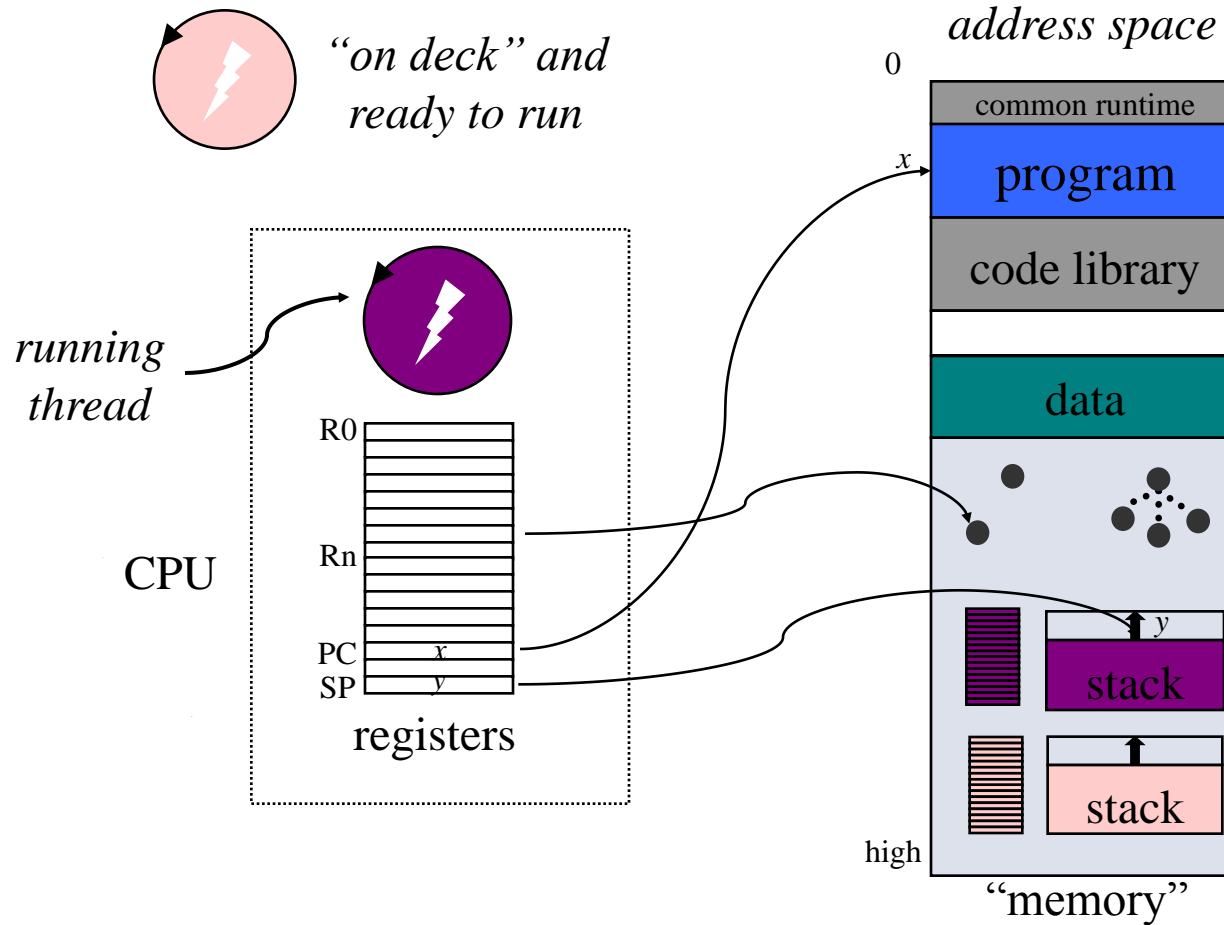 “on deck” and
ready to run
address space
0
common runtime
x
program
code library
running
thread
data
R0
Rn
CPU
PC
x
SP
y
registers
y
stack
stack
high
“memory”